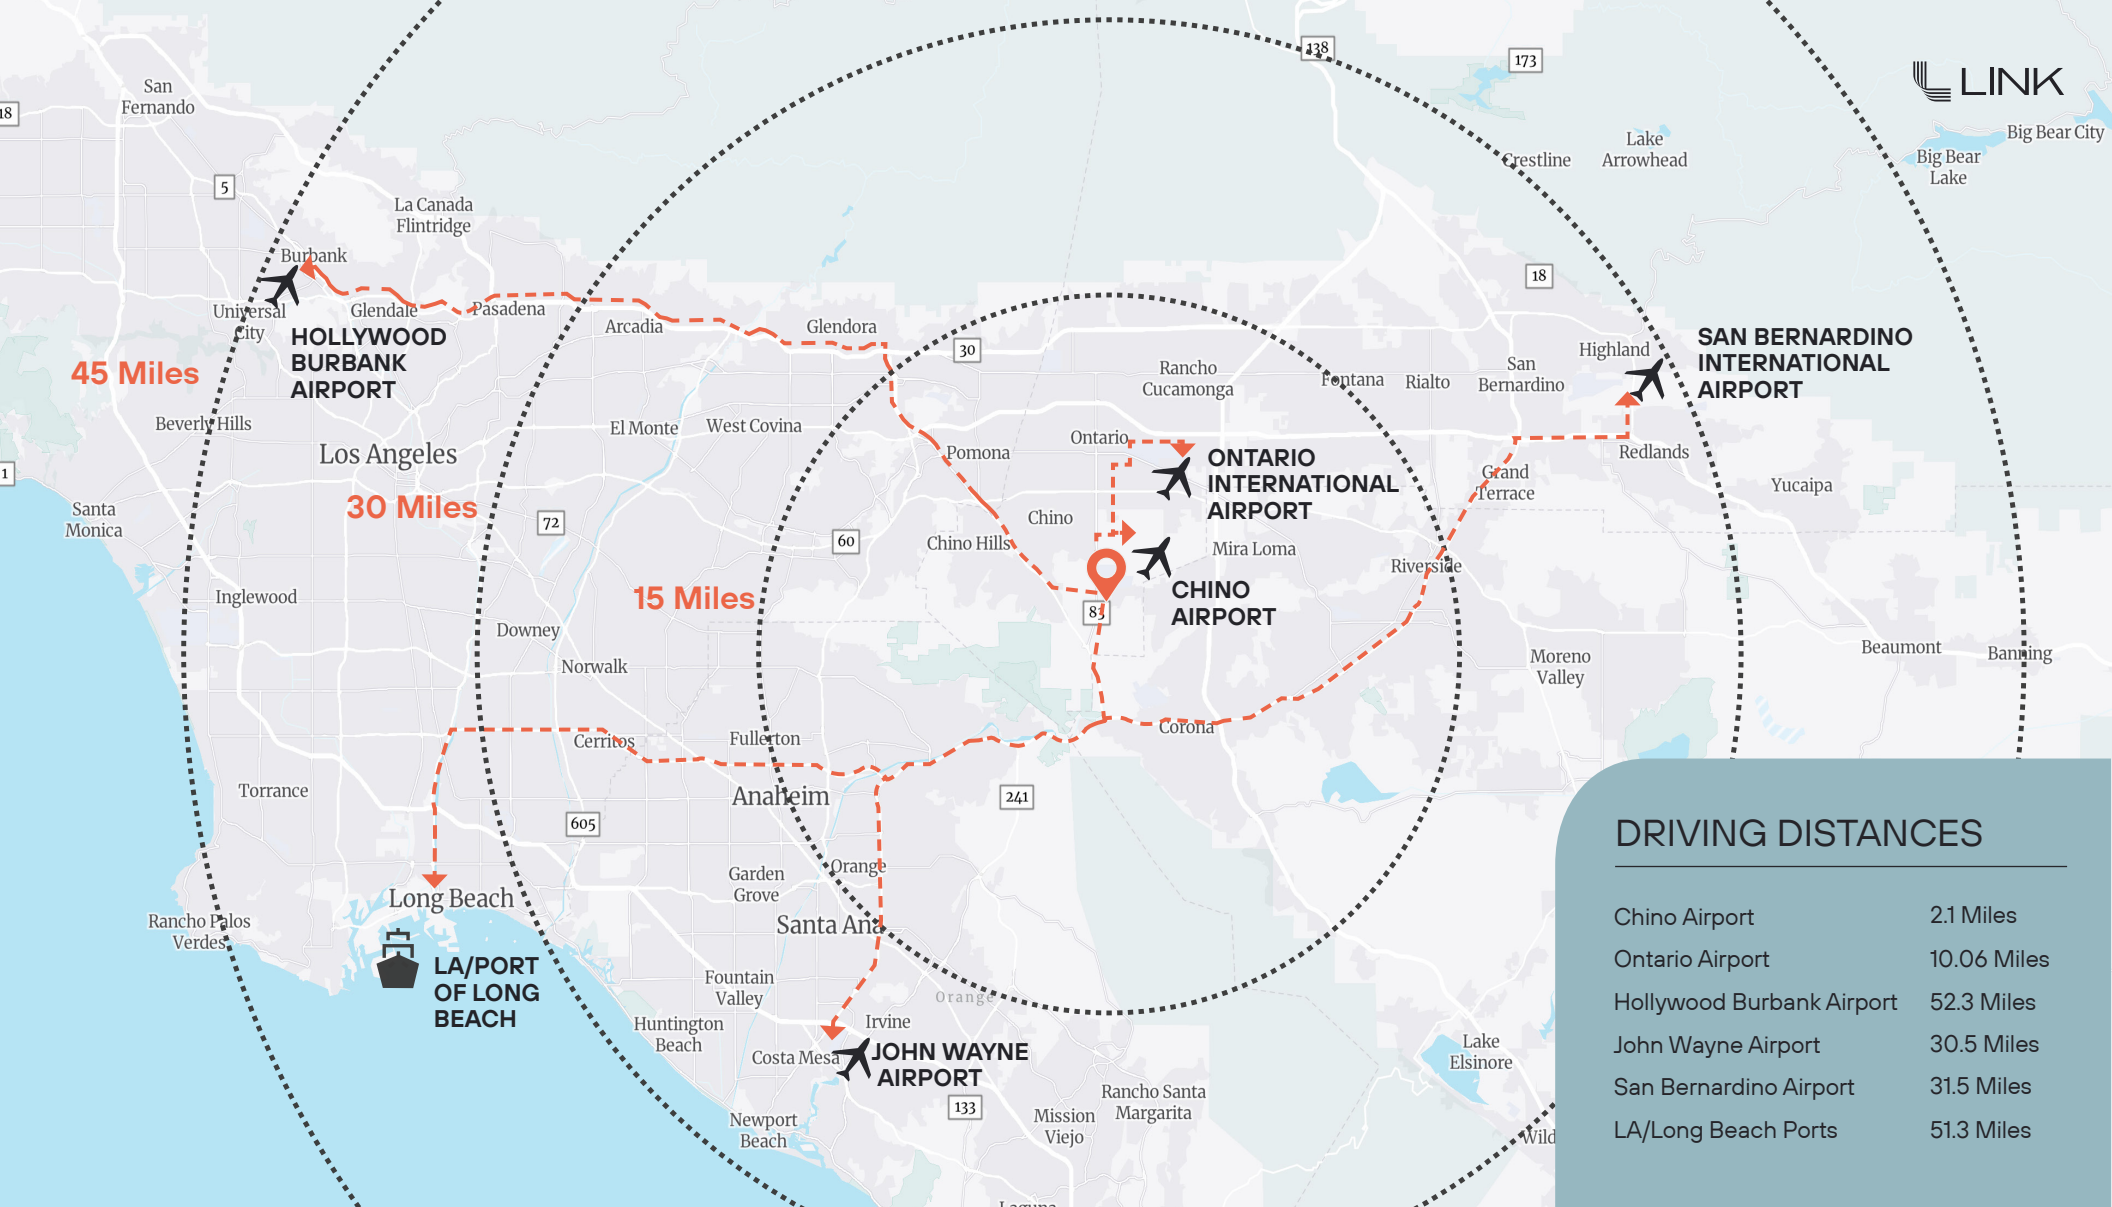 138
173
LINK
San
Fernando
18
Big Bear City
Lake
Arrowhead
Crestline
Big Bear
Lake
5
La Canada
Flintridge
Burbank
18
Universal
City
Glendale
Pasadena
Arcadia
Glendora
30
HOLLYWOOD
BURBANK
AIRPORT
SAN BERNARDINO
INTERNATIONAL
AIRPORT
Highland
45 Miles
Rancho
Cucamonga
Fontana
Rialto
San
Bernardino
Beverly Hills
El Monte
West Covina
Los Angeles
Pomona
Ontario
ONTARIO
INTERNATIONAL
AIRPORT
Redlands
Grand
Terrace
Yucaipa
1
30 Miles
Santa
Monica
72
60
Chino
Chino Hills
Mira Loma
Riverside
CHINO
AIRPORT
Inglewood
15 Miles
83
Downey
Norwalk
Moreno
Valley
Beaumont
Banning
Cerritos
Fullerton
Corona
Torrance
Anaheim
241
605
Garden
Grove
Orange
Long Beach
Santa Ana
Rancho Palos
Verdes
LA/PORT
OF LONG
BEACH
Fountain
Valley
Orange
Huntington
Beach
Irvine
Costa Mesa
JOHN WAYNE
AIRPORT
Lake
Elsinore
133
Rancho Santa
Margarita
Mission
Viejo
Newport
Beach
Wild
Laguna
DRIVING DISTANCES
Chino Airport 2.1 Miles
Ontario Airport 10.06 Miles
Hollywood Burbank Airport 52.3 Miles
John Wayne Airport 30.5 Miles
San Bernardino Airport 31.5 Miles
LA/Long Beach Ports 51.3 Miles